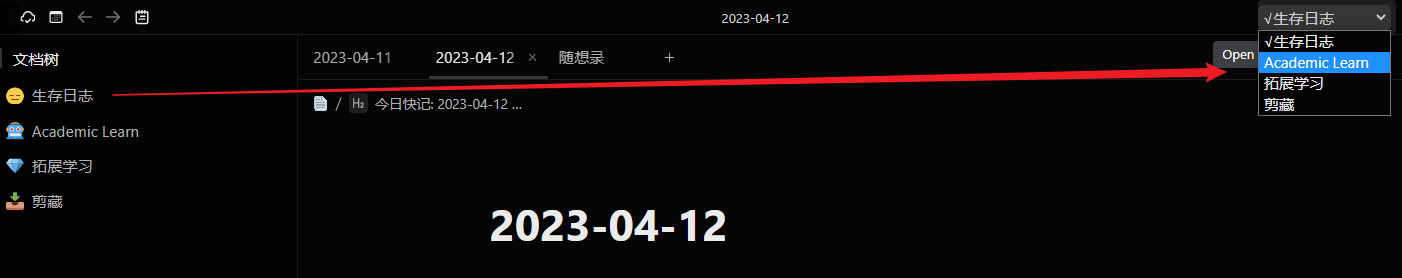 2023-04-12
√生存日志
文档树
2023-04-11
2023-04-12
随想录
Open
√生存日志
Academic Learn
拓展学习
剪藏
生存日志
/ H₂ 今日快记: 2023-04-12 ...
Academic Learn
拓展学习
剪藏
2023-04-12